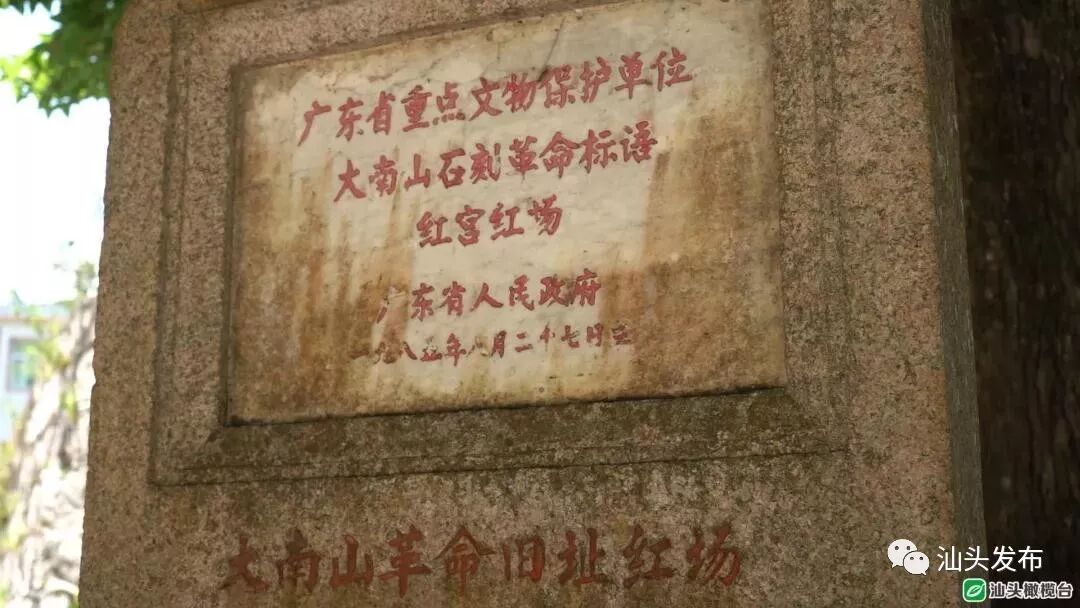 广东省重点文物保护单位
大南山石刻革命标语
红宫红场
广东省人民政府
一九八五年八月二十七日立
大南山革命旧址红场
汕头发布
汕头橄榄台